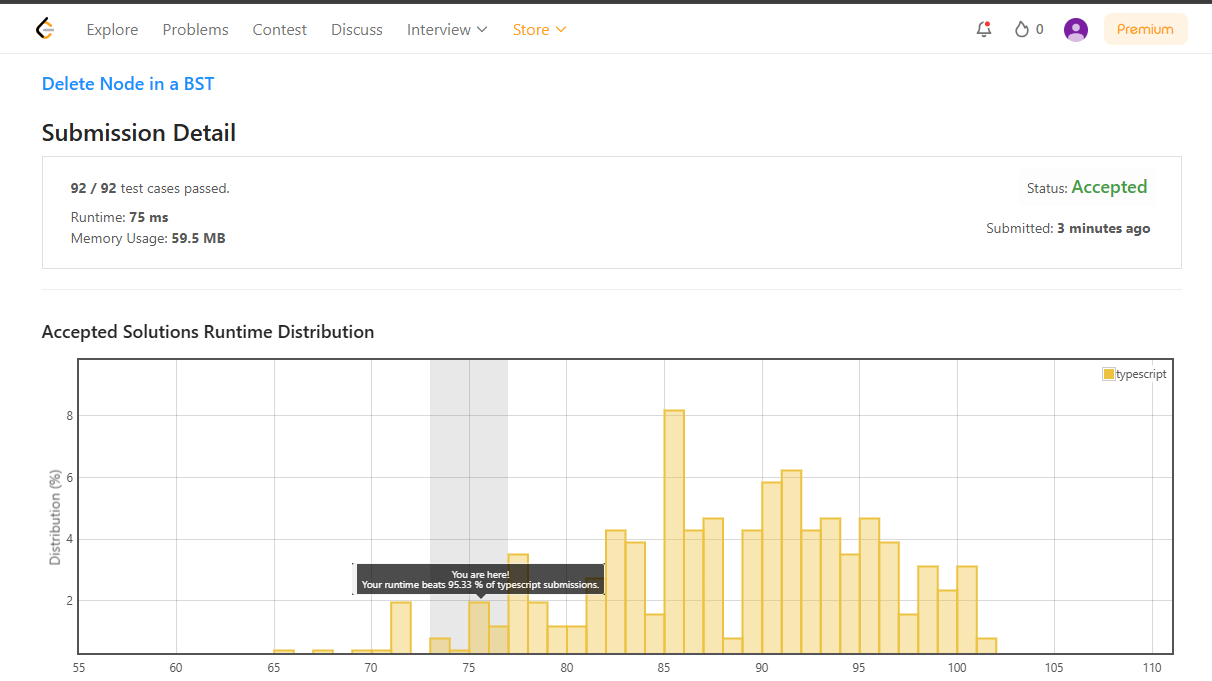 Explore Problems Contest Discuss Interview Store 0 Premium
Delete Node in a BST
Submission Detail
92 / 92 test cases passed.
Status: Accepted
Runtime: 75 ms
Submitted: 3 minutes ago
Memory Usage: 59.5 MB
Accepted Solutions Runtime Distribution
typescript
Distribution (%)
8
6
4
2
You are here!
Your runtime beats 95.33 % of typescript submissions.
55 60 65 70 75 80 85 90 95 100 105 110